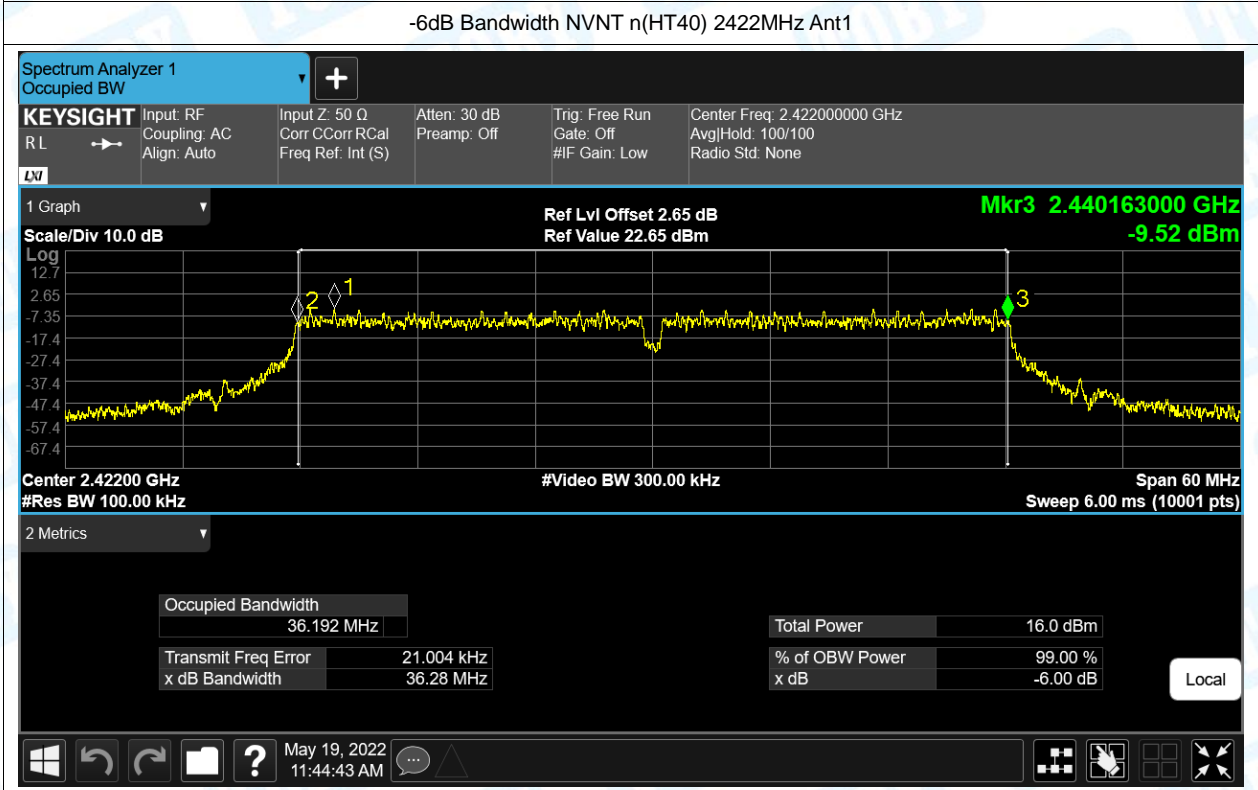 -6dB Bandwidth NVNT n(HT40) 2422MHz Ant1
Spectrum Analyzer 1
Occupied BW
KEYSIGHT
R L
LXI
Input: RF
Coupling: AC
Align: Auto
Input Z: 50 Ω
Corr CCorr RCal
Freq Ref: Int (S)
Atten: 30 dB
Preamp: Off
Trig: Free Run
Gate: Off
#IF Gain: Low
Center Freq: 2.422000000 GHz
Avg|Hold: 100/100
Radio Std: None
1 Graph
Scale/Div 10.0 dB
Ref Lvl Offset 2.65 dB
Ref Value 22.65 dBm
Mkr3 2.440163000 GHz
-9.52 dBm
Log
12.7
2.65
-7.35
-17.4
-27.4
-37.4
-47.4
-57.4
-67.4
2
1
3
Center 2.42200 GHz
#Res BW 100.00 kHz
#Video BW 300.00 kHz
Span 60 MHz
Sweep 6.00 ms (10001 pts)
2 Metrics
Occupied Bandwidth
36.192 MHz
Transmit Freq Error 21.004 kHz
x dB Bandwidth 36.28 MHz
Total Power 16.0 dBm
% of OBW Power 99.00 %
x dB -6.00 dB
Local
?
May 19, 2022
11:44:43 AM